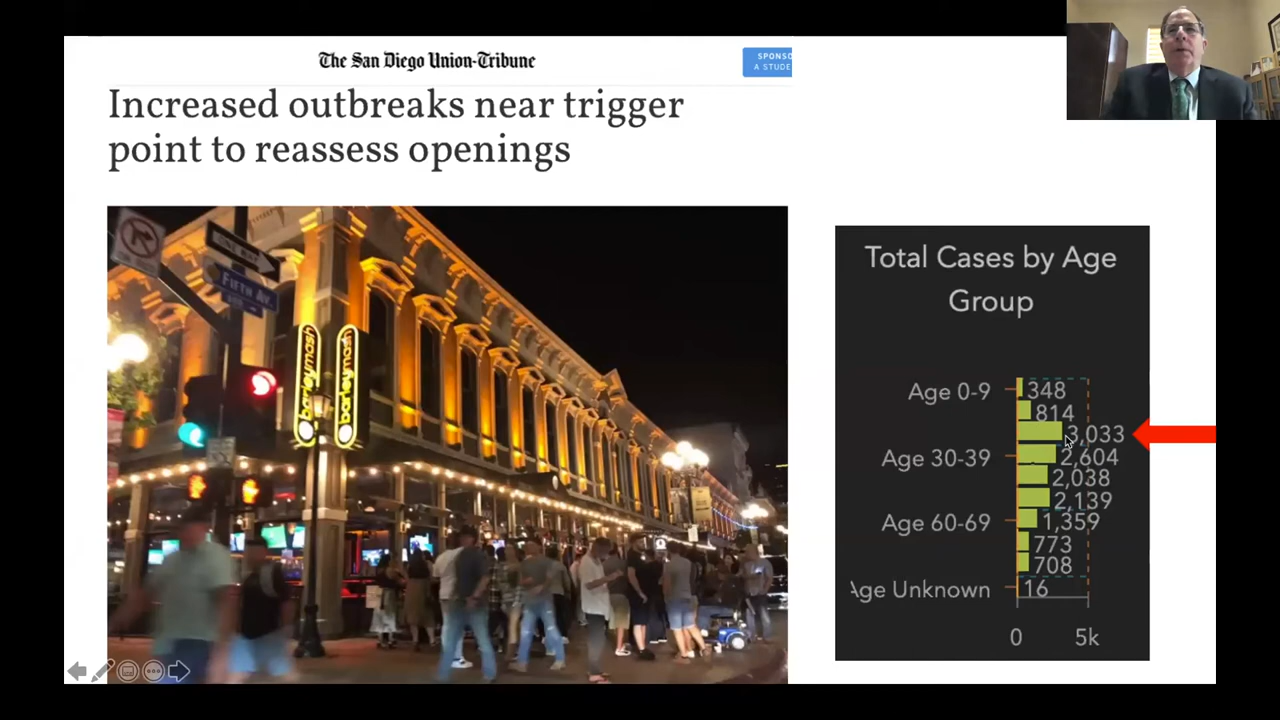 The San Diego Union-Tribune
SPONSO
A STUDE
Increased outbreaks near trigger
point to reassess openings
ONE WAY
FIFTH AV.
barleymash
barleymash
Total Cases by Age
Group
Age 0-9 348
814
3,033
Age 30-39 2,604
2,038
2,139
Age 60-69 1,359
773
708
Age Unknown 16
0 5k